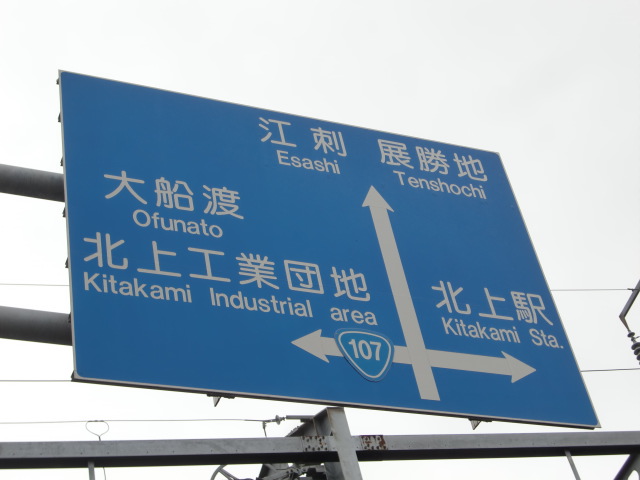 江刺 展勝地
Esashi Tenshochi
大船渡
Ofunato
北上工業団地
Kitakami Industrial area
北上駅
Kitakami Sta.
107